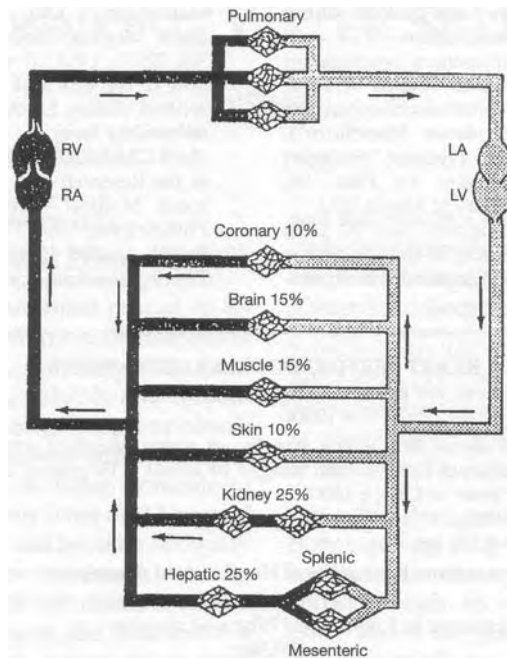 Pulmonary
RV
RA
LA
LV
Coronary 10%
Brain 15%
Muscle 15%
Skin 10%
Kidney 25%
Hepatic 25%
Splenic
Mesenteric